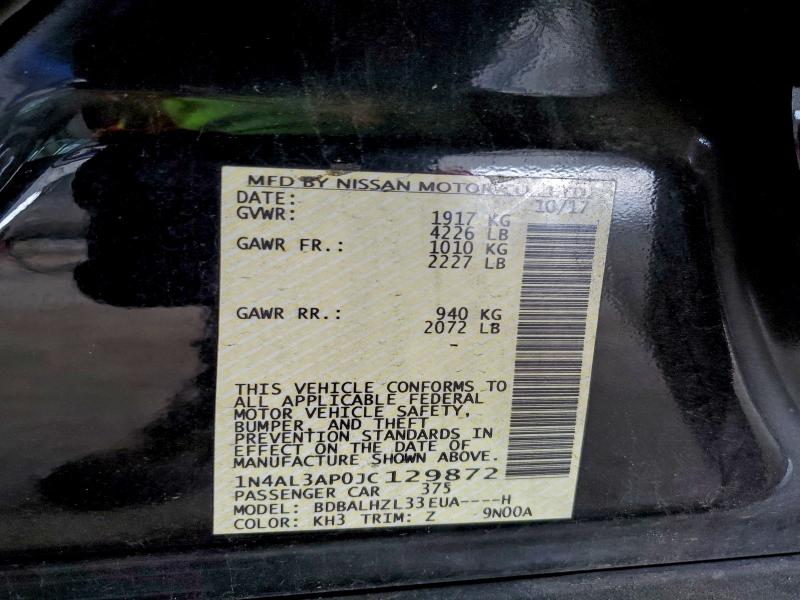 MFD BY NISSAN MOTOR CO., LTD.
DATE: 10/17
GVWR: 1917 KG
4226 LB
GAWR FR.: 1010 KG
2227 LB
GAWR RR.: 940 KG
2072 LB
-
THIS VEHICLE CONFORMS TO
ALL APPLICABLE FEDERAL
MOTOR VEHICLE SAFETY,
BUMPER, AND THEFT
PREVENTION STANDARDS IN
EFFECT ON THE DATE OF
MANUFACTURE SHOWN ABOVE.
1N4AL3AP0JC129872
PASSENGER CAR 375
MODEL: BDBALHZL33EUA----H
COLOR: KH3 TRIM: Z 9N00A